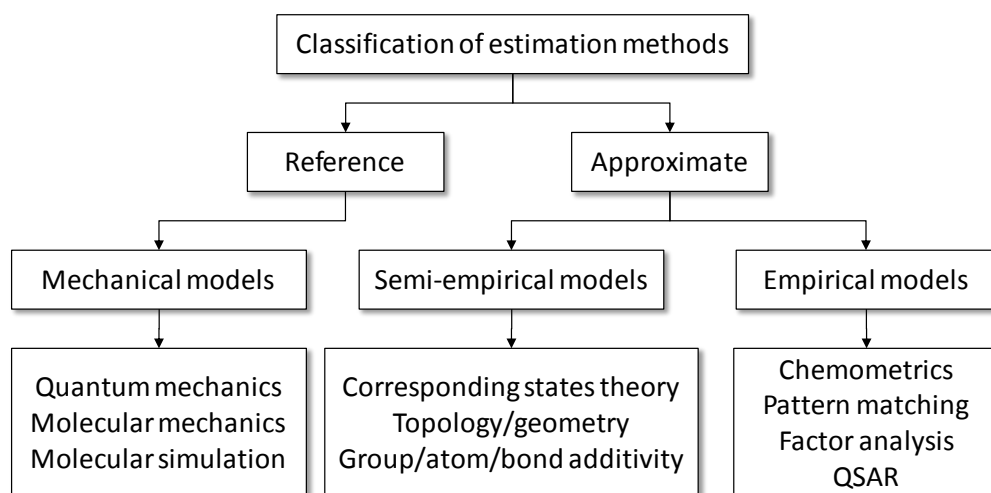 Classification of estimation methods
Reference
Approximate
Mechanical models
Semi-empirical models
Empirical models
Quantum mechanics
Molecular mechanics
Molecular simulation
Corresponding states theory
Topology/geometry
Group/atom/bond additivity
Chemometrics
Pattern matching
Factor analysis
QSAR